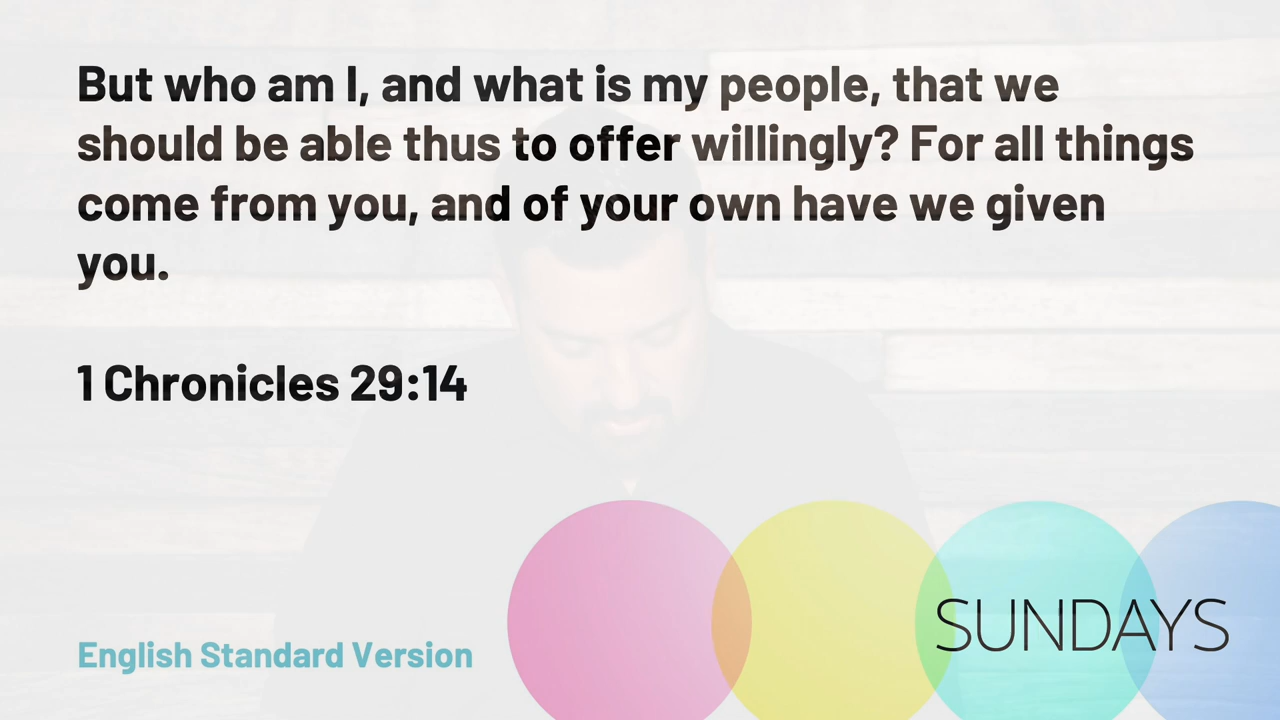 But who am I, and what is my people, that we
should be able thus to offer willingly? For all things
come from you, and of your own have we given
you.
1 Chronicles 29:14
English Standard Version
SUNDAYS